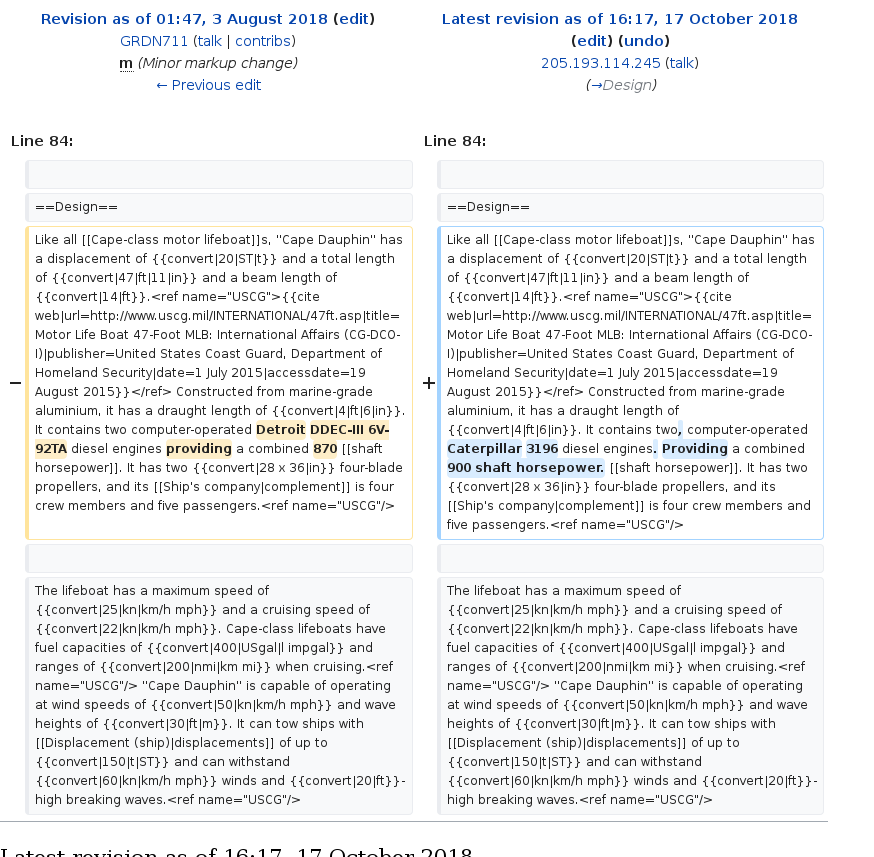 Revision as of 01:47, 3 August 2018 (edit)
GRDN711 (talk | contribs)
m (Minor markup change)
← Previous edit
Latest revision as of 16:17, 17 October 2018
(edit) (undo)
205.193.114.245 (talk)
(→Design)
Line 84:
Line 84:
==Design==
==Design==
−
Like all [[Cape-class motor lifeboat]]s, ''Cape Dauphin'' has
a displacement of {{convert|20|ST|t}} and a total length
of {{convert|47|ft|11|in}} and a beam length of
{{convert|14|ft}}.<ref name="USCG">{{cite
web|url=http://www.uscg.mil/INTERNATIONAL/47ft.asp|title=
Motor Life Boat 47-Foot MLB: International Affairs (CG-DCO-
I)|publisher=United States Coast Guard, Department of
Homeland Security|date=1 July 2015|accessdate=19
August 2015}}</ref> Constructed from marine-grade
aluminium, it has a draught length of {{convert|4|ft|6|in}}.
It contains two computer-operated Detroit DDEC-III 6V-
92TA diesel engines providing a combined 870 [[shaft
horsepower]]. It has two {{convert|28 x 36|in}} four-blade
propellers, and its [[Ship's company|complement]] is four
crew members and five passengers.<ref name="USCG"/>
+
Like all [[Cape-class motor lifeboat]]s, ''Cape Dauphin'' has
a displacement of {{convert|20|ST|t}} and a total length
of {{convert|47|ft|11|in}} and a beam length of
{{convert|14|ft}}.<ref name="USCG">{{cite
web|url=http://www.uscg.mil/INTERNATIONAL/47ft.asp|title=
Motor Life Boat 47-Foot MLB: International Affairs (CG-DCO-
I)|publisher=United States Coast Guard, Department of
Homeland Security|date=1 July 2015|accessdate=19
August 2015}}</ref> Constructed from marine-grade
aluminium, it has a draught length of
{{convert|4|ft|6|in}}. It contains two, computer-operated
Caterpillar 3196 diesel engines. Providing a combined
900 shaft horsepower. [[shaft horsepower]]. It has two
{{convert|28 x 36|in}} four-blade propellers, and its
[[Ship's company|complement]] is four crew members and
five passengers.<ref name="USCG"/>
The lifeboat has a maximum speed of
{{convert|25|kn|km/h mph}} and a cruising speed of
{{convert|22|kn|km/h mph}}. Cape-class lifeboats have
fuel capacities of {{convert|400|USgal|l impgal}} and
ranges of {{convert|200|nmi|km mi}} when cruising.<ref
name="USCG"/> ''Cape Dauphin'' is capable of operating
at wind speeds of {{convert|50|kn|km/h mph}} and wave
heights of {{convert|30|ft|m}}. It can tow ships with
[[Displacement (ship)|displacements]] of up to
{{convert|150|t|ST}} and can withstand
{{convert|60|kn|km/h mph}} winds and {{convert|20|ft}}-
high breaking waves.<ref name="USCG"/>
The lifeboat has a maximum speed of
{{convert|25|kn|km/h mph}} and a cruising speed of
{{convert|22|kn|km/h mph}}. Cape-class lifeboats have
fuel capacities of {{convert|400|USgal|l impgal}} and
ranges of {{convert|200|nmi|km mi}} when cruising.<ref
name="USCG"/> ''Cape Dauphin'' is capable of operating
at wind speeds of {{convert|50|kn|km/h mph}} and wave
heights of {{convert|30|ft|m}}. It can tow ships with
[[Displacement (ship)|displacements]] of up to
{{convert|150|t|ST}} and can withstand
{{convert|60|kn|km/h mph}} winds and {{convert|20|ft}}-
high breaking waves.<ref name="USCG"/>
Latest revision as of 16:17, 17 October 2018